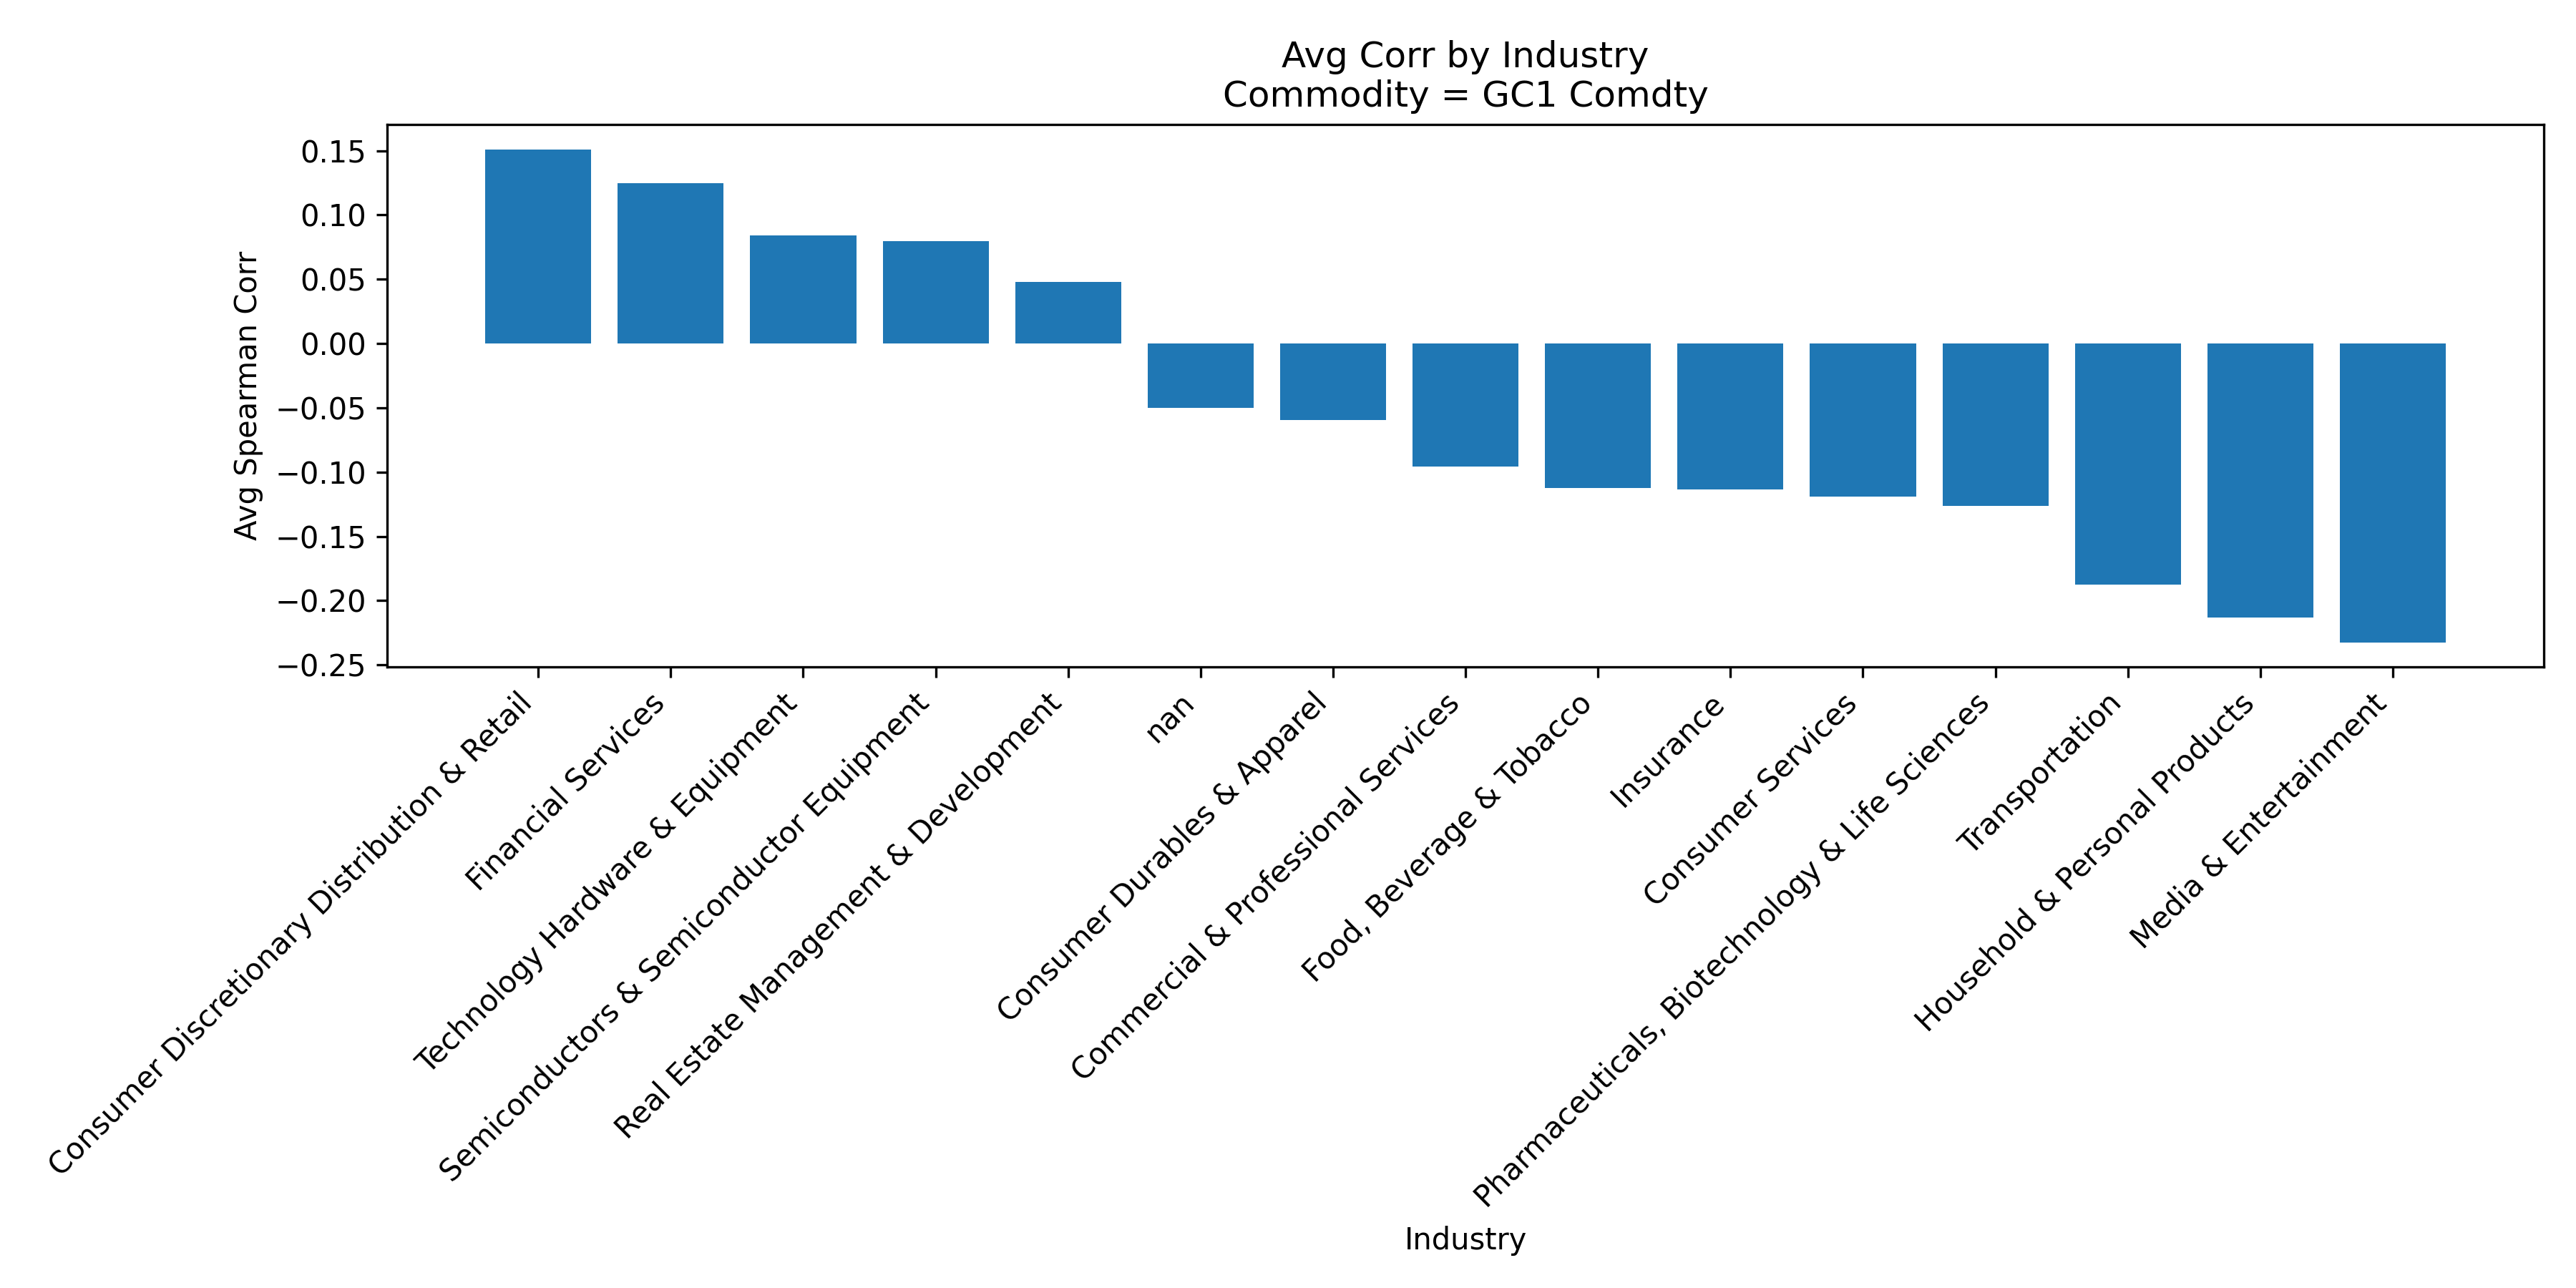 Avg Corr by Industry
Commodity = GC1 Comdty
Avg Spearman Corr
0.15
0.10
0.05
0.00
−0.05
−0.10
−0.15
−0.20
−0.25
Consumer Discretionary Distribution & Retail
Financial Services
Technology Hardware & Equipment
Semiconductors & Semiconductor Equipment
Real Estate Management & Development
nan
Consumer Durables & Apparel
Commercial & Professional Services
Food, Beverage & Tobacco
Insurance
Consumer Services
Pharmaceuticals, Biotechnology & Life Sciences
Transportation
Household & Personal Products
Media & Entertainment
Industry